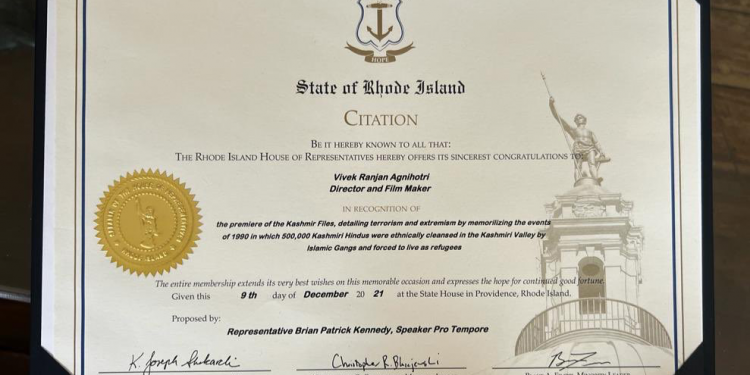 HOPE
State of Rhode Island
CITATION
BE IT HEREBY KNOWN TO ALL THAT:
THE RHODE ISLAND HOUSE OF REPRESENTATIVES HEREBY OFFERS ITS SINCEREST CONGRATULATIONS TO:
Vivek Ranjan Agnihotri
Director and Film Maker
IN RECOGNITION OF
the premiere of the Kashmir Files, detailing terrorism and extremism by memorilizing the events
of 1990 in which 500,000 Kashmiri Hindus were ethnically cleansed in the Kashmiri Valley by
Islamic Gangs and forced to live as refugees
The entire membership extends its very best wishes on this memorable occasion and expresses the hope for continued good fortune.
Given this 9 th day of December 20 21 at the State House in Providence, Rhode Island.
Proposed by:
Representative Brian Patrick Kennedy, Speaker Pro Tempore
K. Joseph Shekarchi